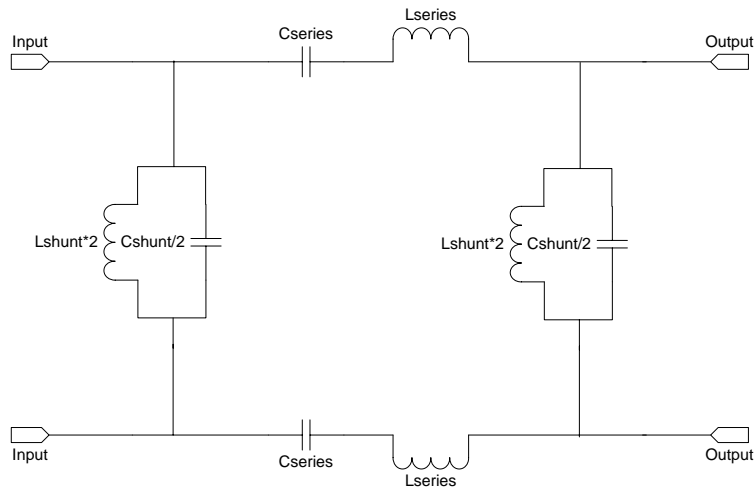 Lseries
Cseries
Input
Output
Lshunt*2 Cshunt/2
Lshunt*2 Cshunt/2
Input
Cseries
Lseries
Output